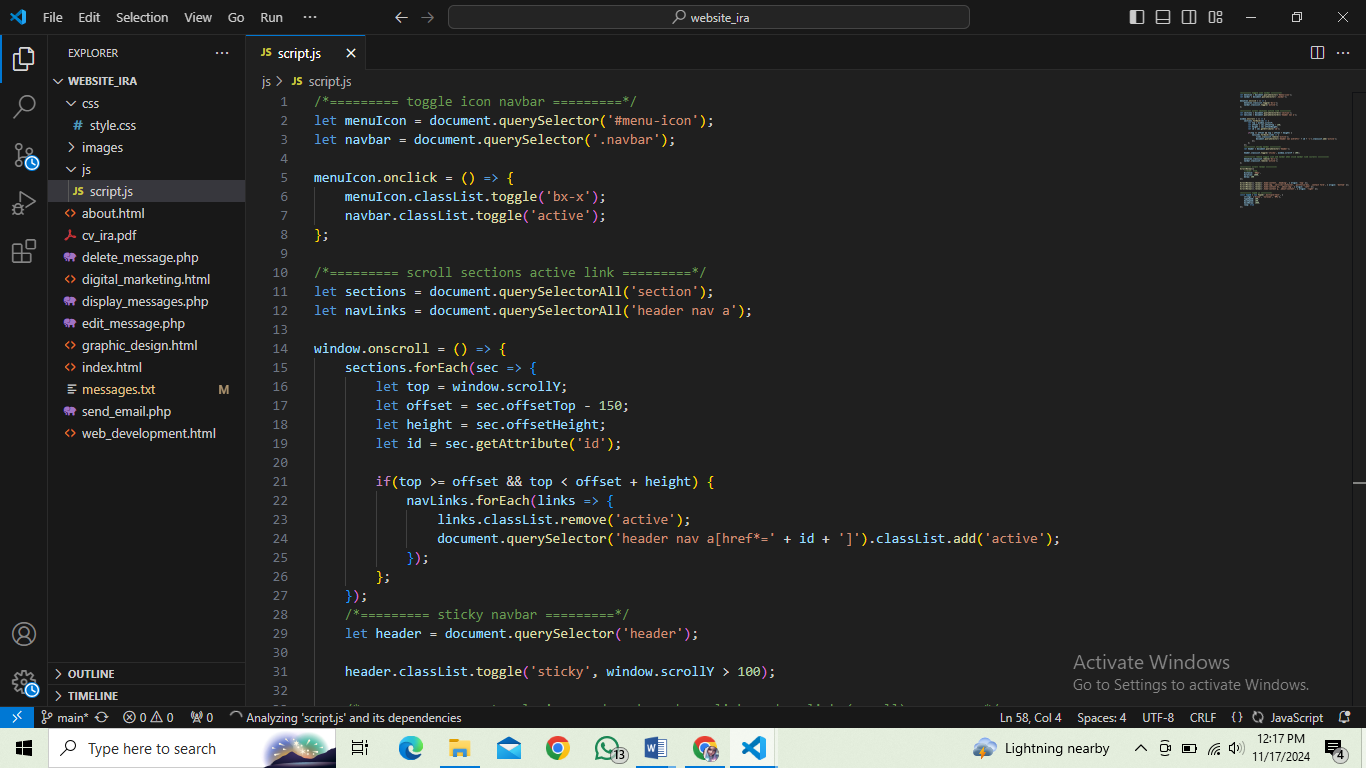 File Edit Selection View Go Run ···
website_ira
EXPLORER
WEBSITE_IRA
css
style.css
images
js
script.js
about.html
cv_ira.pdf
delete_message.php
digital_marketing.html
display_messages.php
edit_message.php
graphic_design.html
index.html
messages.txt M
send_email.php
web_development.html
OUTLINE
TIMELINE
JS script.js
js > JS script.js
1 /*========= toggle icon navbar =========*/
2 let menuIcon = document.querySelector('#menu-icon');
3 let navbar = document.querySelector('.navbar');
4
5 menuIcon.onclick = () => {
6     menuIcon.classList.toggle('bx-x');
7     navbar.classList.toggle('active');
8 };
9
10 /*========= scroll sections active link =========*/
11 let sections = document.querySelectorAll('section');
12 let navLinks = document.querySelectorAll('header nav a');
13
14 window.onscroll = () => {
15     sections.forEach(sec => {
16         let top = window.scrollY;
17         let offset = sec.offsetTop - 150;
18         let height = sec.offsetHeight;
19         let id = sec.getAttribute('id');
20
21         if(top >= offset && top < offset + height) {
22             navLinks.forEach(links => {
23                 links.classList.remove('active');
24                 document.querySelector('header nav a[href*=' + id + ']').classList.add('active');
25             });
26         };
27     });
28     /*========= sticky navbar =========*/
29     let header = document.querySelector('header');
30
31     header.classList.toggle('sticky', window.scrollY > 100);
32
Activate Windows
Go to Settings to activate Windows.
main* 0 0 0 Analyzing 'script.js' and its dependencies Ln 58, Col 4 Spaces: 4 UTF-8 CRLF {} JavaScript
Type here to search
13
Lightning nearby
12:17 PM
11/17/2024
4